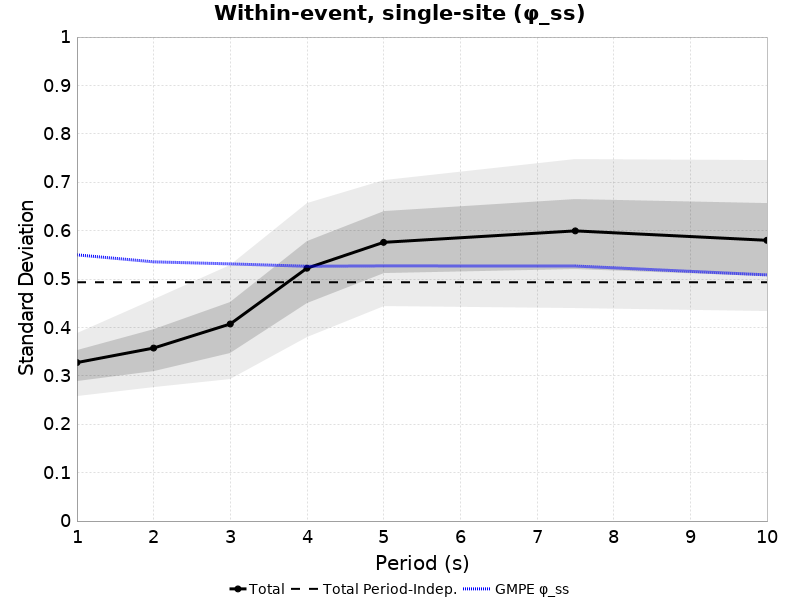 Within-event, single-site (φ_ss)
1
0.9
0.8
0.7
0.6
0.5
0.4
0.3
0.2
0.1
0
Standard Deviation
1 2 3 4 5 6 7 8 9 10
Period (s)
Total Total Period-Indep. GMPE φ_ss